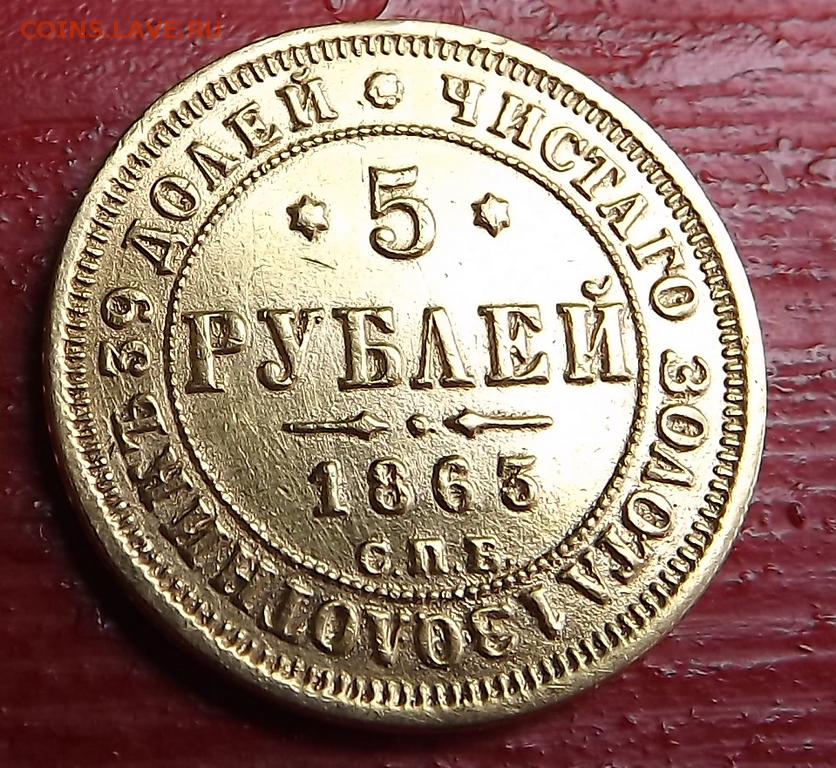 COINS.LAVE.RU
ЧИСТАГО ЗОЛОТА 1 ЗОЛОТНИКЪ 39 ДОЛЕЙ
5
РУБЛЕЙ
1863
С.П.Б.